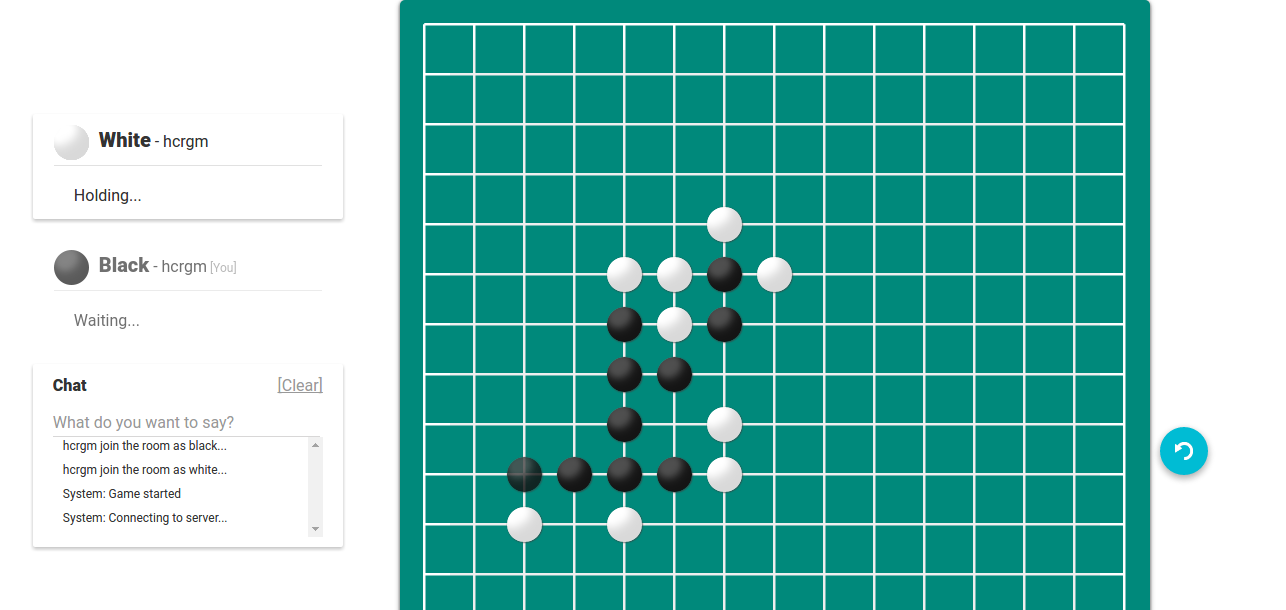 White - hcrgm
Holding...
Black - hcrgm [You]
Waiting...
Chat [Clear]
What do you want to say?
hcrgm join the room as black...
hcrgm join the room as white...
System: Game started
System: Connecting to server...